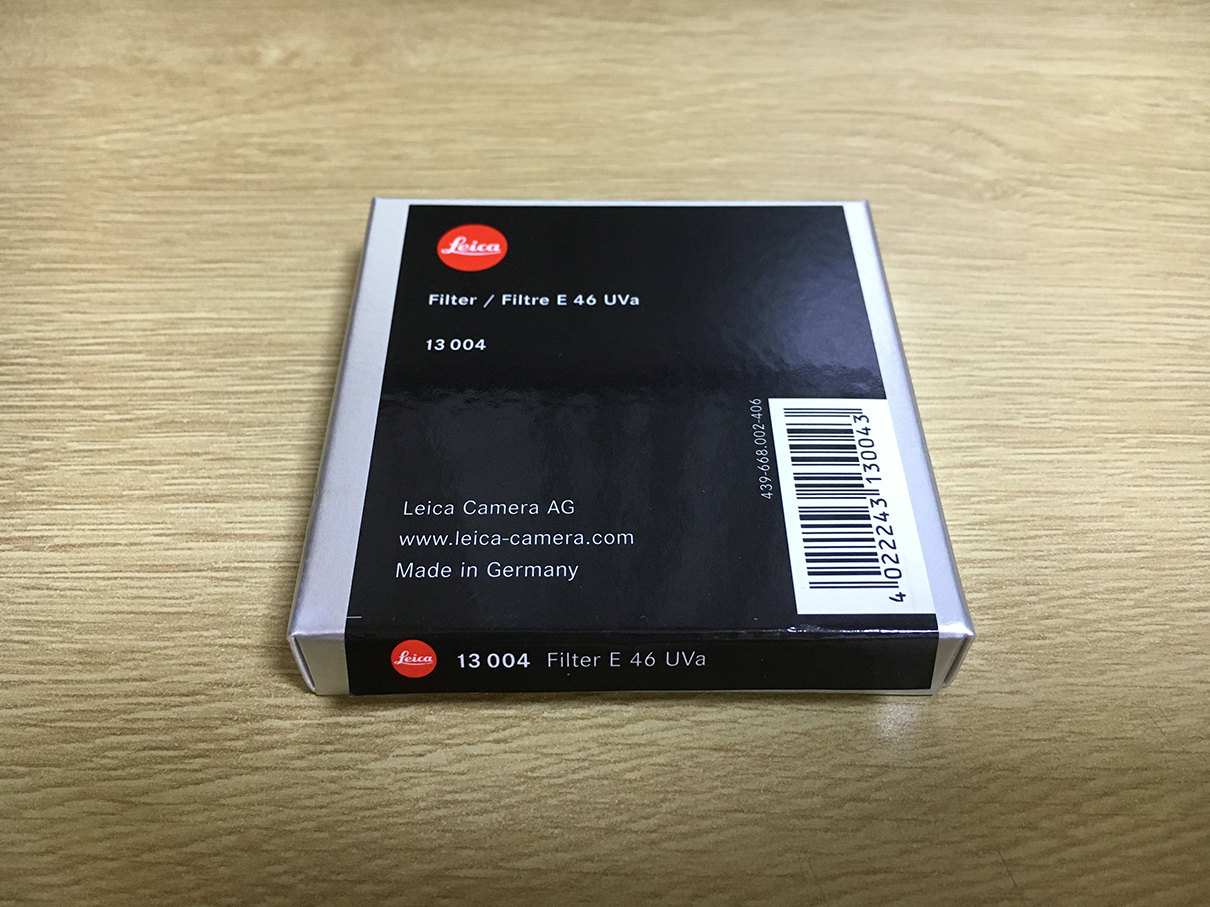 Leica
Filter / Filtre E 46 UVa
13 004
439-668.002-406
4 022243 130043
Leica Camera AG
www.leica-camera.com
Made in Germany
Leica 13 004 Filter E 46 UVa